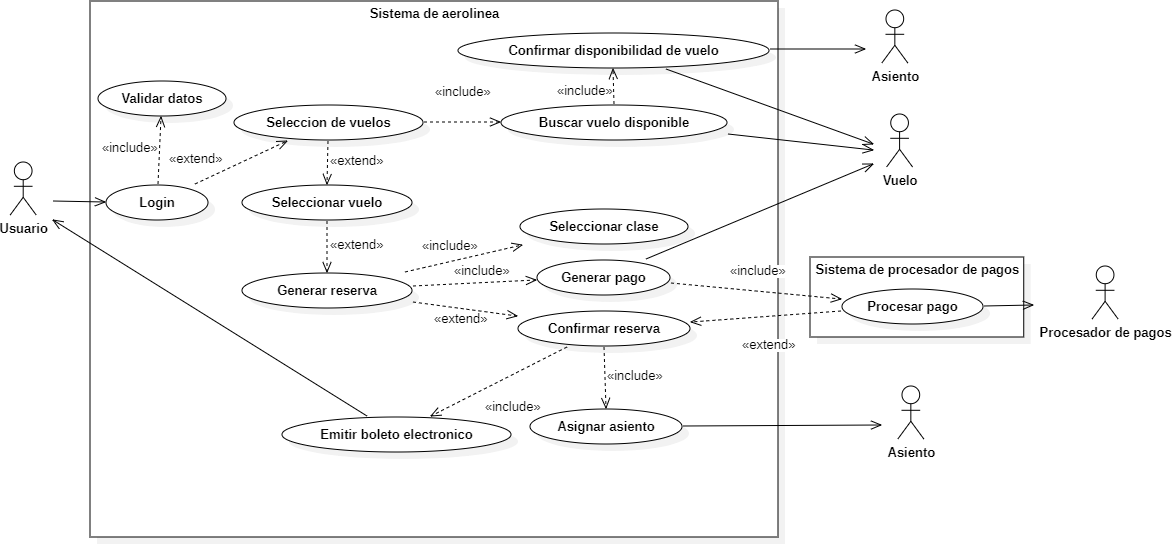 Sistema de aerolinea
Confirmar disponibilidad de vuelo
Asiento
«include»
«include»
Validar datos
Seleccion de vuelos
Buscar vuelo disponible
«include»
«extend»
«extend»
Vuelo
Usuario
Login
Seleccionar vuelo
Seleccionar clase
«extend»
«include»
«include»
«include»
Sistema de procesador de pagos
Generar reserva
Generar pago
Procesar pago
Procesador de pagos
«extend»
Confirmar reserva
«extend»
«include»
«include»
Emitir boleto electronico
Asignar asiento
Asiento